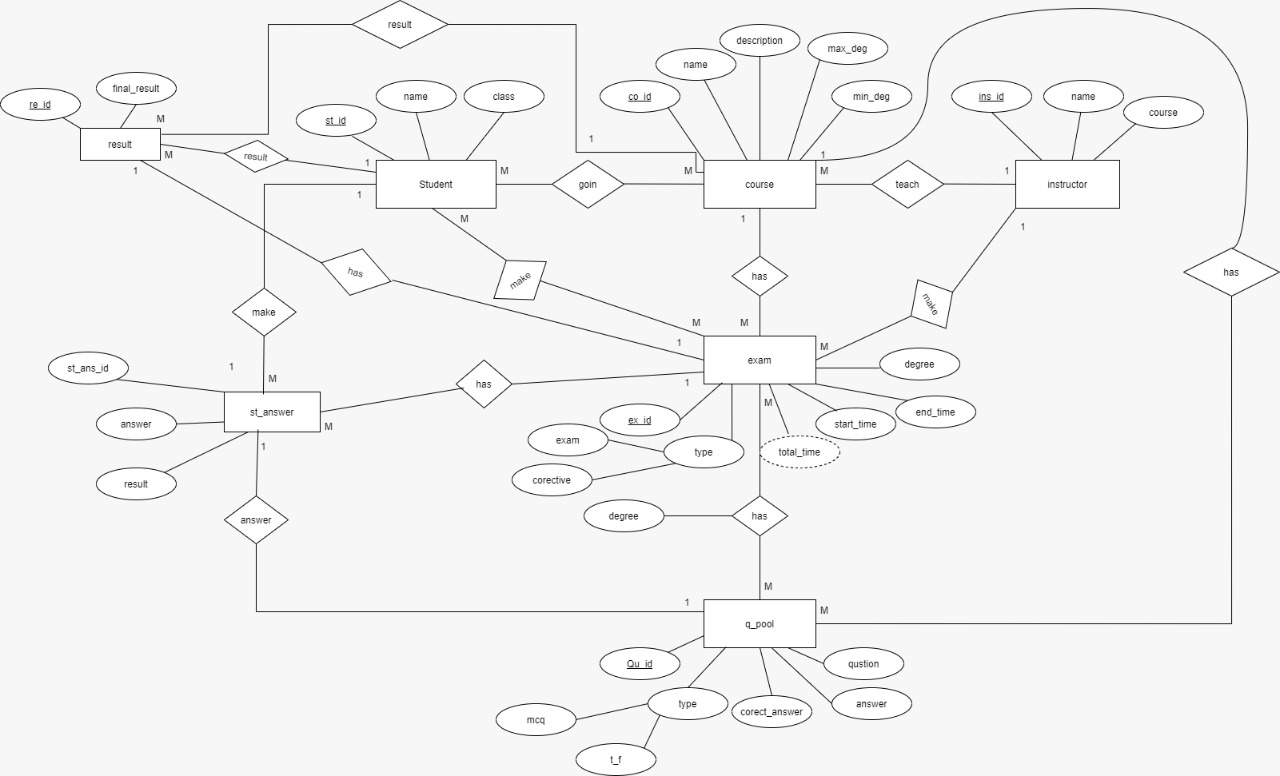 result
description
max_deg
name
final_result
name
class
co_id
min_deg
ins_id
name
re_id
course
M
st_id
result
1
M
result
1
1
1
M
Student
M
goin
M
course
M
teach
1
instructor
1
M
1
1
has
make
has
has
make
make
M
M
1
M
exam
degree
st_ans_id
1
M
has
1
st_answer
M
M
ex_id
end_time
answer
start_time
exam
type
total_time
1
corective
result
answer
degree
has
M
1
M
q_pool
Qu_id
qustion
type
corect_answer
answer
mcq
t_f